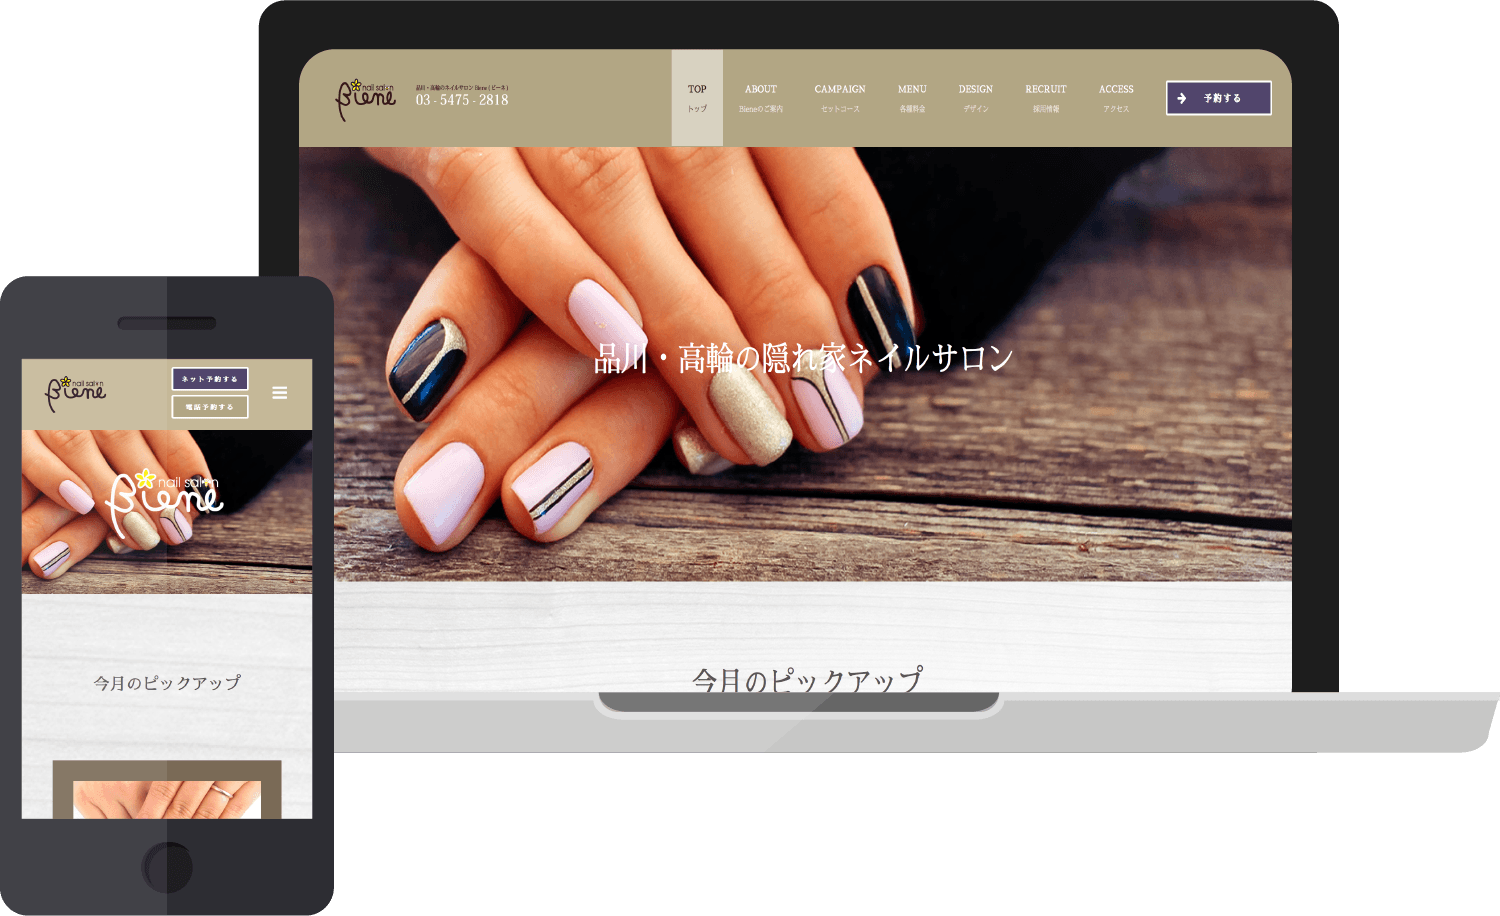 nail salon
Biene
品川・高輪のネイルサロン Biene ( ビーネ )
03 - 5475 - 2818
TOP
トップ
ABOUT
Bieneのご案内
CAMPAIGN
セットコース
MENU
各種料金
DESIGN
デザイン
RECRUIT
採用情報
ACCESS
アクセス
予約する
品川・高輪の隠れ家ネイルサロン
今月のピックアップ
nail salon
Biene
ネット予約する
電話予約する
nail salon
Biene
今月のピックアップ